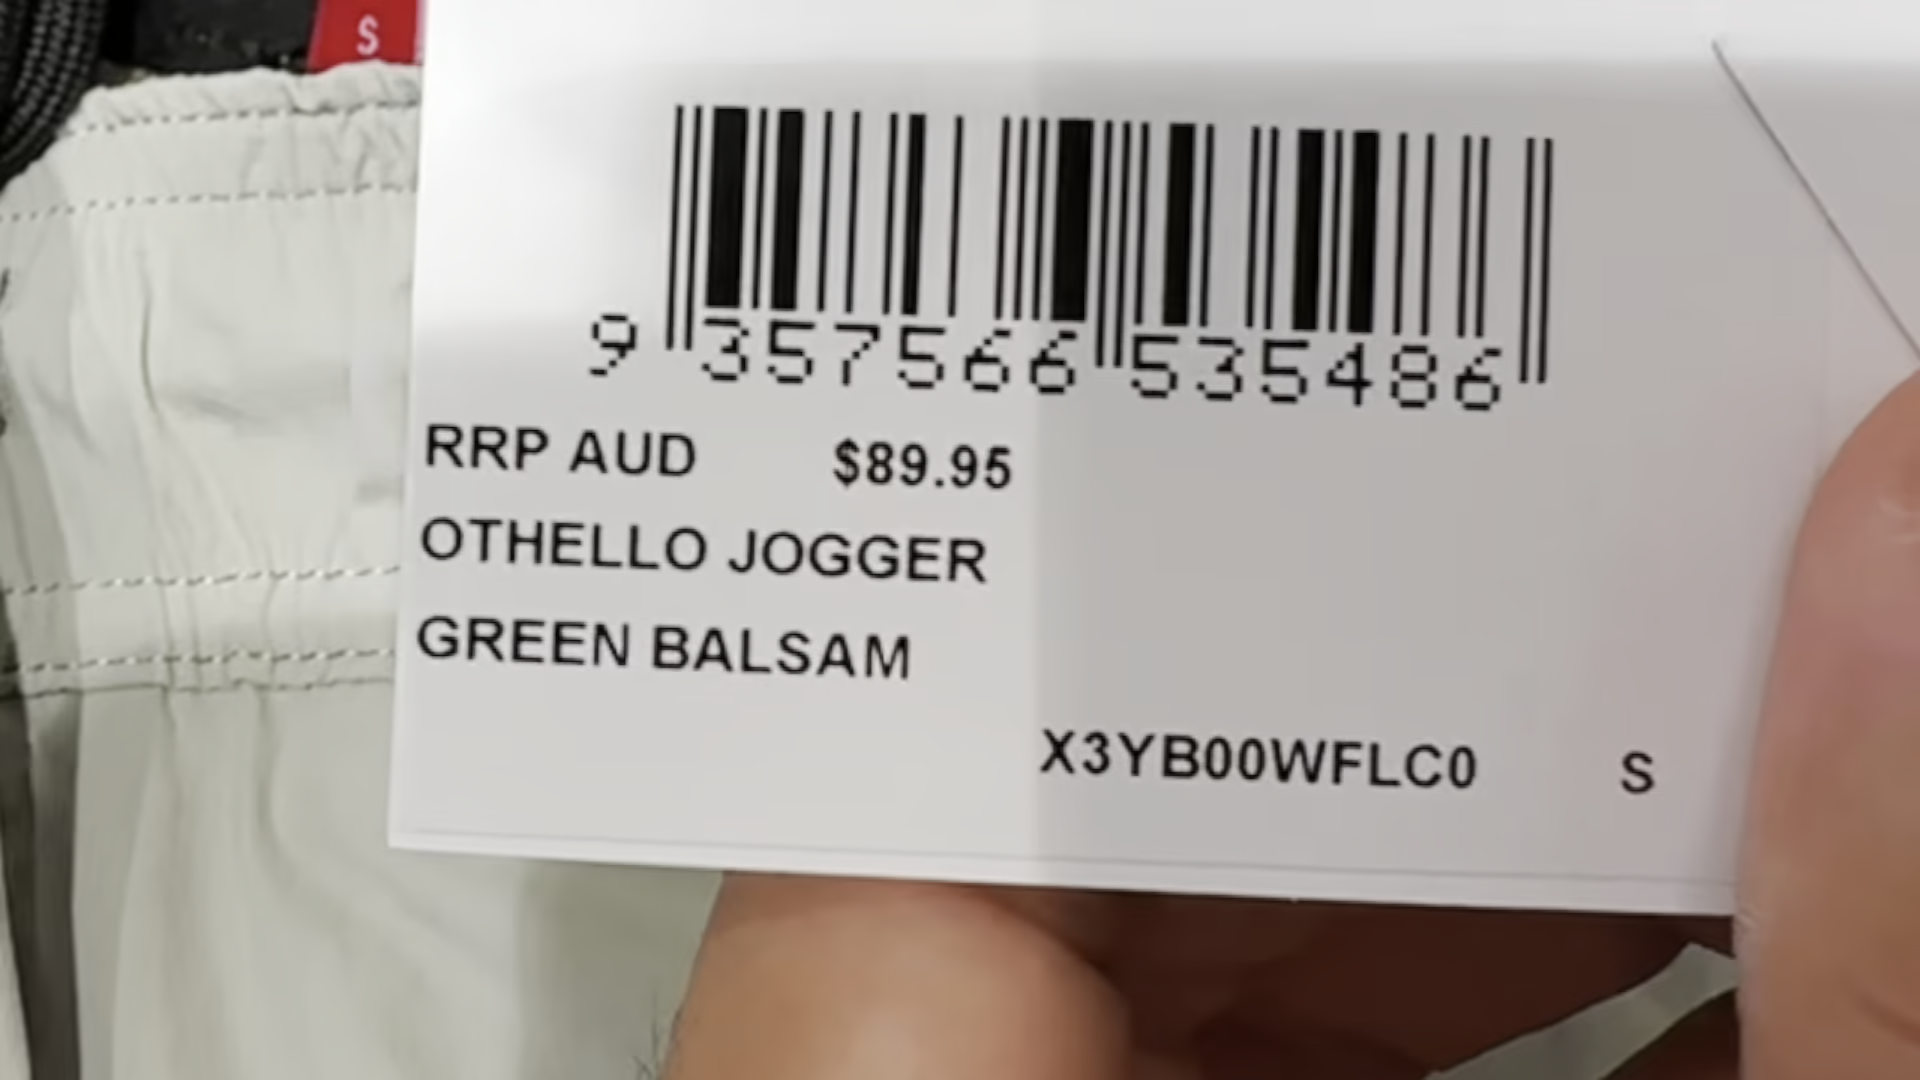 S
9 357566 535486
RRP AUD $89.95
OTHELLO JOGGER
GREEN BALSAM
X3YB00WFLC0 S